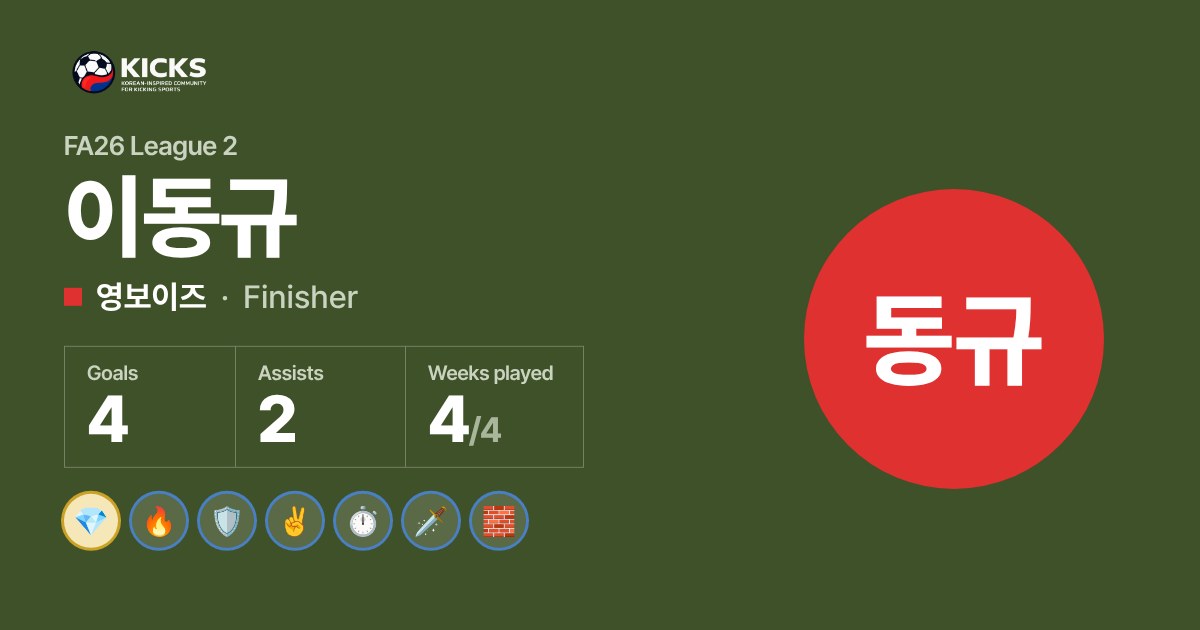 KICKS
KOREAN-INSPIRED COMMUNITY
FOR KICKING SPORTS
FA26 League 2
이동규
영보이즈 · Finisher
Goals
4
Assists
2
Weeks played
4/4
동규